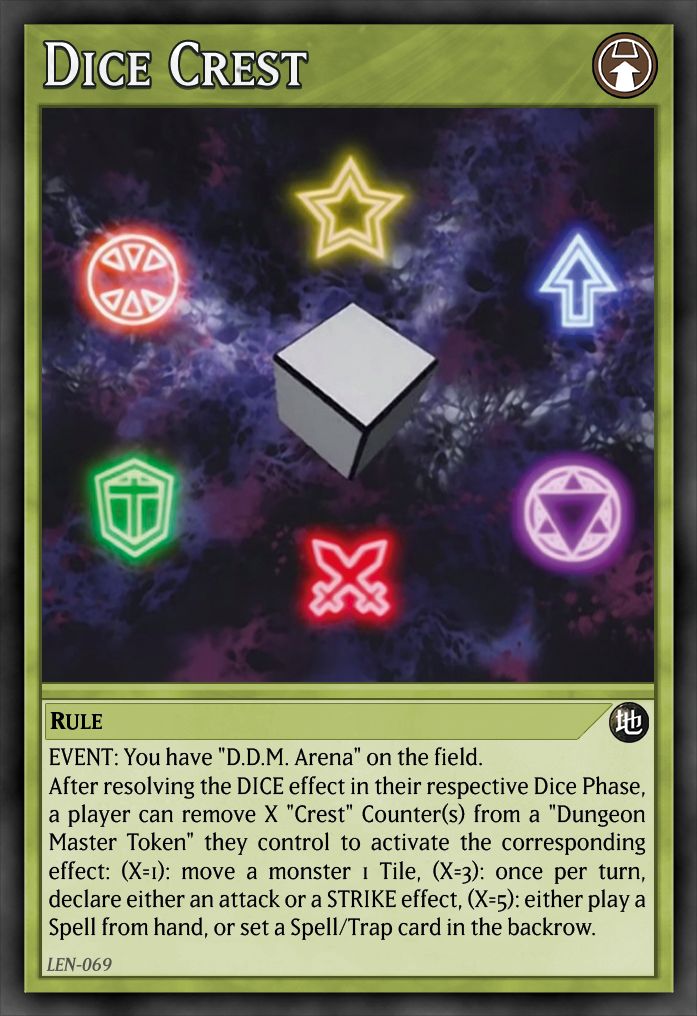 Dice Crest
Rule
EVENT: You have "D.D.M. Arena" on the field.
After resolving the DICE effect in their respective Dice Phase,
a player can remove X "Crest" Counter(s) from a "Dungeon
Master Token" they control to activate the corresponding
effect: (X=1): move a monster 1 Tile, (X=3): once per turn,
declare either an attack or a STRIKE effect, (X=5): either play a
Spell from hand, or set a Spell/Trap card in the backrow.
LEN-069